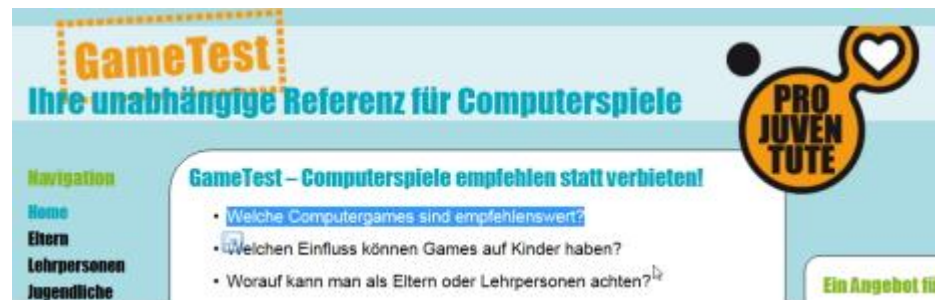 GameTest
Ihre unabhängige Referenz für Computerspiele
PRO
JUVEN
TUTE
Navigation
Home
Eltern
Lehrpersonen
Jugendliche
GameTest – Computerspiele empfehlen statt verbieten!
• Welche Computergames sind empfehlenswert?
• Welchen Einfluss können Games auf Kinder haben?
• Worauf kann man als Eltern oder Lehrpersonen achten?
Ein Angebot fü